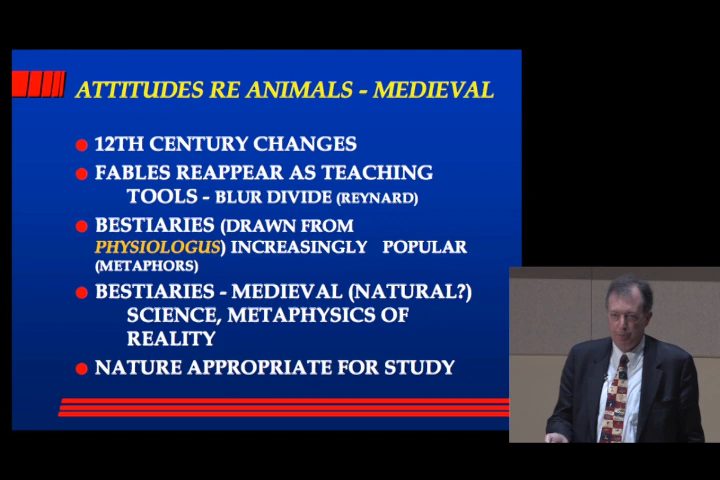 ATTITUDES RE ANIMALS - MEDIEVAL
12TH CENTURY CHANGES
FABLES REAPPEAR AS TEACHING
TOOLS - BLUR DIVIDE (REYNARD)
BESTIARIES (DRAWN FROM
PHYSIOLOGUS) INCREASINGLY POPULAR
(METAPHORS)
BESTIARIES - MEDIEVAL (NATURAL?)
SCIENCE, METAPHYSICS OF
REALITY
NATURE APPROPRIATE FOR STUDY